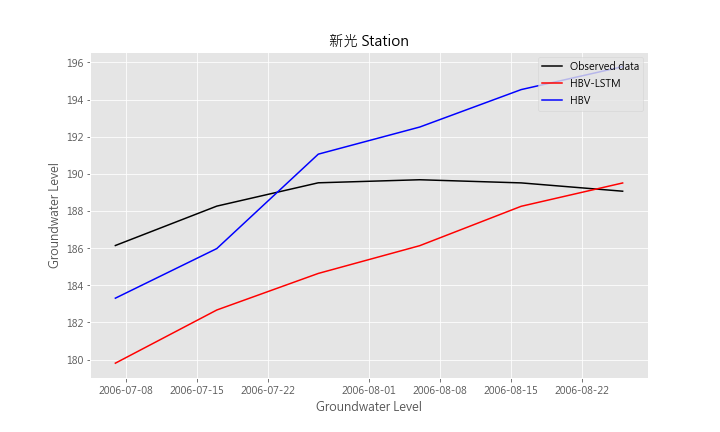 新光 Station
Observed data
HBV-LSTM
HBV
Groundwater Level
196
194
192
190
188
186
184
182
180
2006-07-08 2006-07-15 2006-07-22 2006-08-01 2006-08-08 2006-08-15 2006-08-22
Groundwater Level